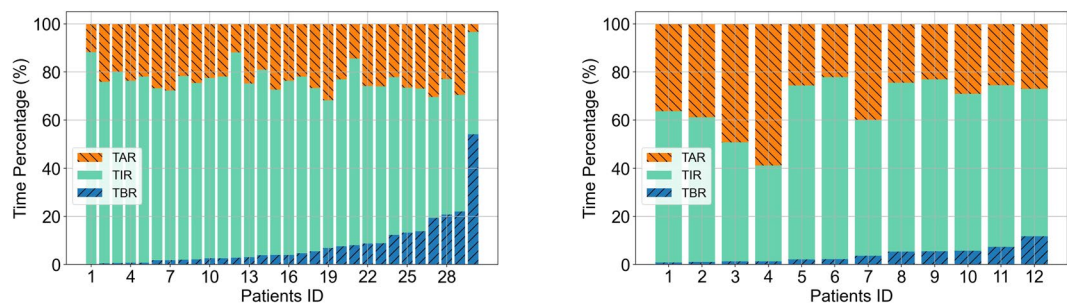 100
80
60
40
20
0
Time Percentage (%)
TAR
TIR
TBR
1 4 7 10 13 16 19 22 25 28
Patients ID
100
80
60
40
20
0
Time Percentage (%)
TAR
TIR
TBR
1 2 3 4 5 6 7 8 9 10 11 12
Patients ID